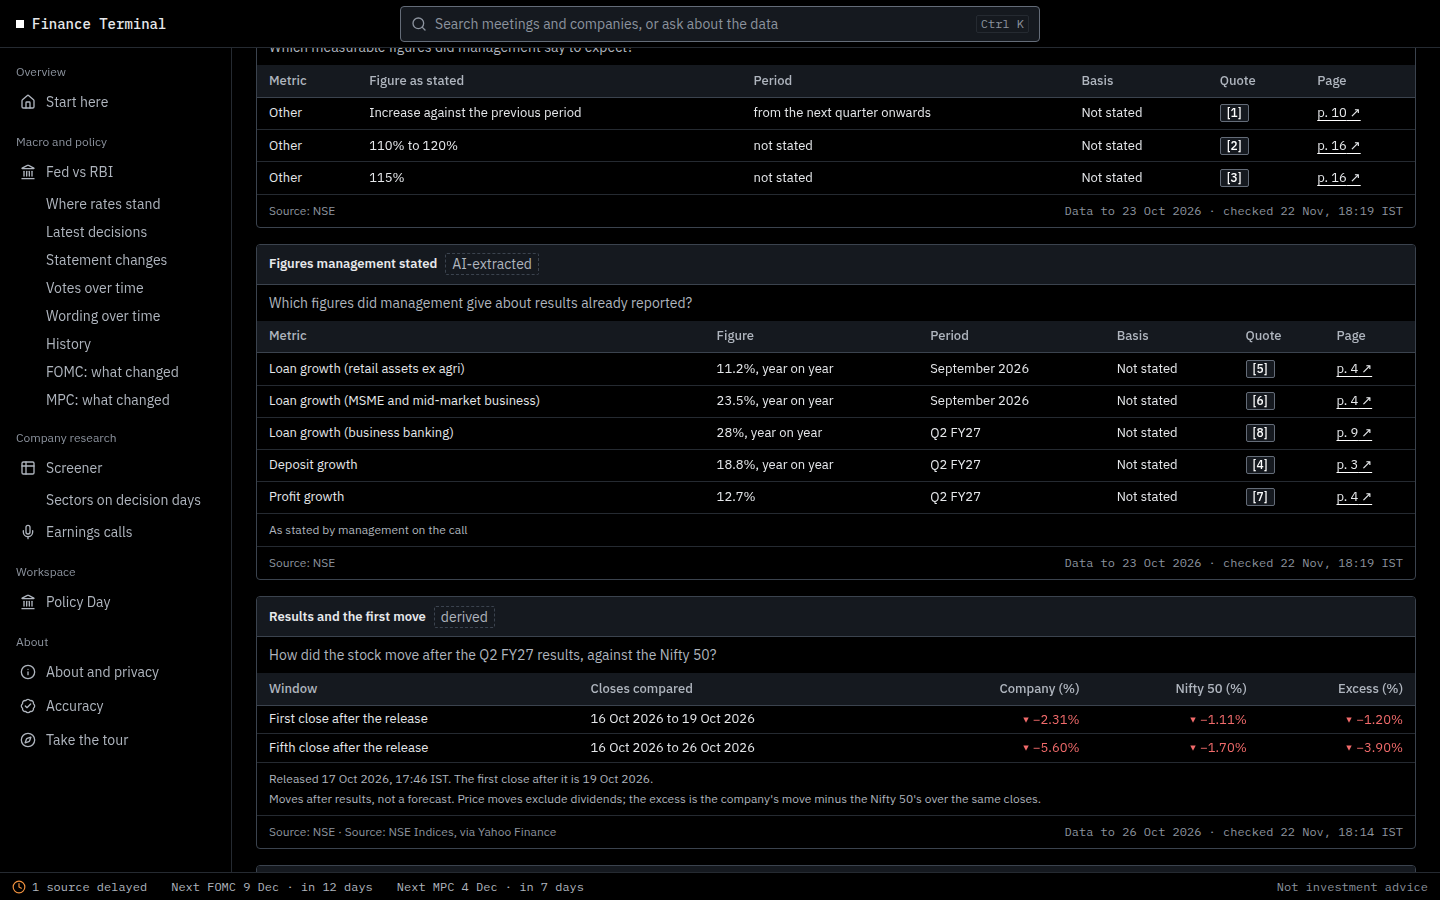 Finance Terminal
Search meetings and companies, or ask about the data
Ctrl K
Overview
Start here
Macro and policy
Fed vs RBI
Where rates stand
Latest decisions
Statement changes
Votes over time
Wording over time
History
FOMC: what changed
MPC: what changed
Company research
Screener
Sectors on decision days
Earnings calls
Workspace
Policy Day
About
About and privacy
Accuracy
Take the tour
Which measurable figures did management say to expect?
Metric Figure as stated Period Basis Quote Page
Other Increase against the previous period from the next quarter onwards Not stated [1] p. 10 ↗
Other 110% to 120% not stated Not stated [2] p. 16 ↗
Other 115% not stated Not stated [3] p. 16 ↗
Source: NSE Data to 23 Oct 2026 · checked 22 Nov, 18:19 IST
Figures management stated AI-extracted
Which figures did management give about results already reported?
Metric Figure Period Basis Quote Page
Loan growth (retail assets ex agri) 11.2%, year on year September 2026 Not stated [5] p. 4 ↗
Loan growth (MSME and mid-market business) 23.5%, year on year September 2026 Not stated [6] p. 4 ↗
Loan growth (business banking) 28%, year on year Q2 FY27 Not stated [8] p. 9 ↗
Deposit growth 18.8%, year on year Q2 FY27 Not stated [4] p. 3 ↗
Profit growth 12.7% Q2 FY27 Not stated [7] p. 4 ↗
As stated by management on the call
Source: NSE Data to 23 Oct 2026 · checked 22 Nov, 18:19 IST
Results and the first move derived
How did the stock move after the Q2 FY27 results, against the Nifty 50?
Window Closes compared Company (%) Nifty 50 (%) Excess (%)
First close after the release 16 Oct 2026 to 19 Oct 2026 ▼ −2.31% ▼ −1.11% ▼ −1.20%
Fifth close after the release 16 Oct 2026 to 26 Oct 2026 ▼ −5.60% ▼ −1.70% ▼ −3.90%
Released 17 Oct 2026, 17:46 IST. The first close after it is 19 Oct 2026.
Moves after results, not a forecast. Price moves exclude dividends; the excess is the company's move minus the Nifty 50's over the same closes.
Source: NSE · Source: NSE Indices, via Yahoo Finance Data to 26 Oct 2026 · checked 22 Nov, 18:14 IST
1 source delayed Next FOMC 9 Dec · in 12 days Next MPC 4 Dec · in 7 days Not investment advice